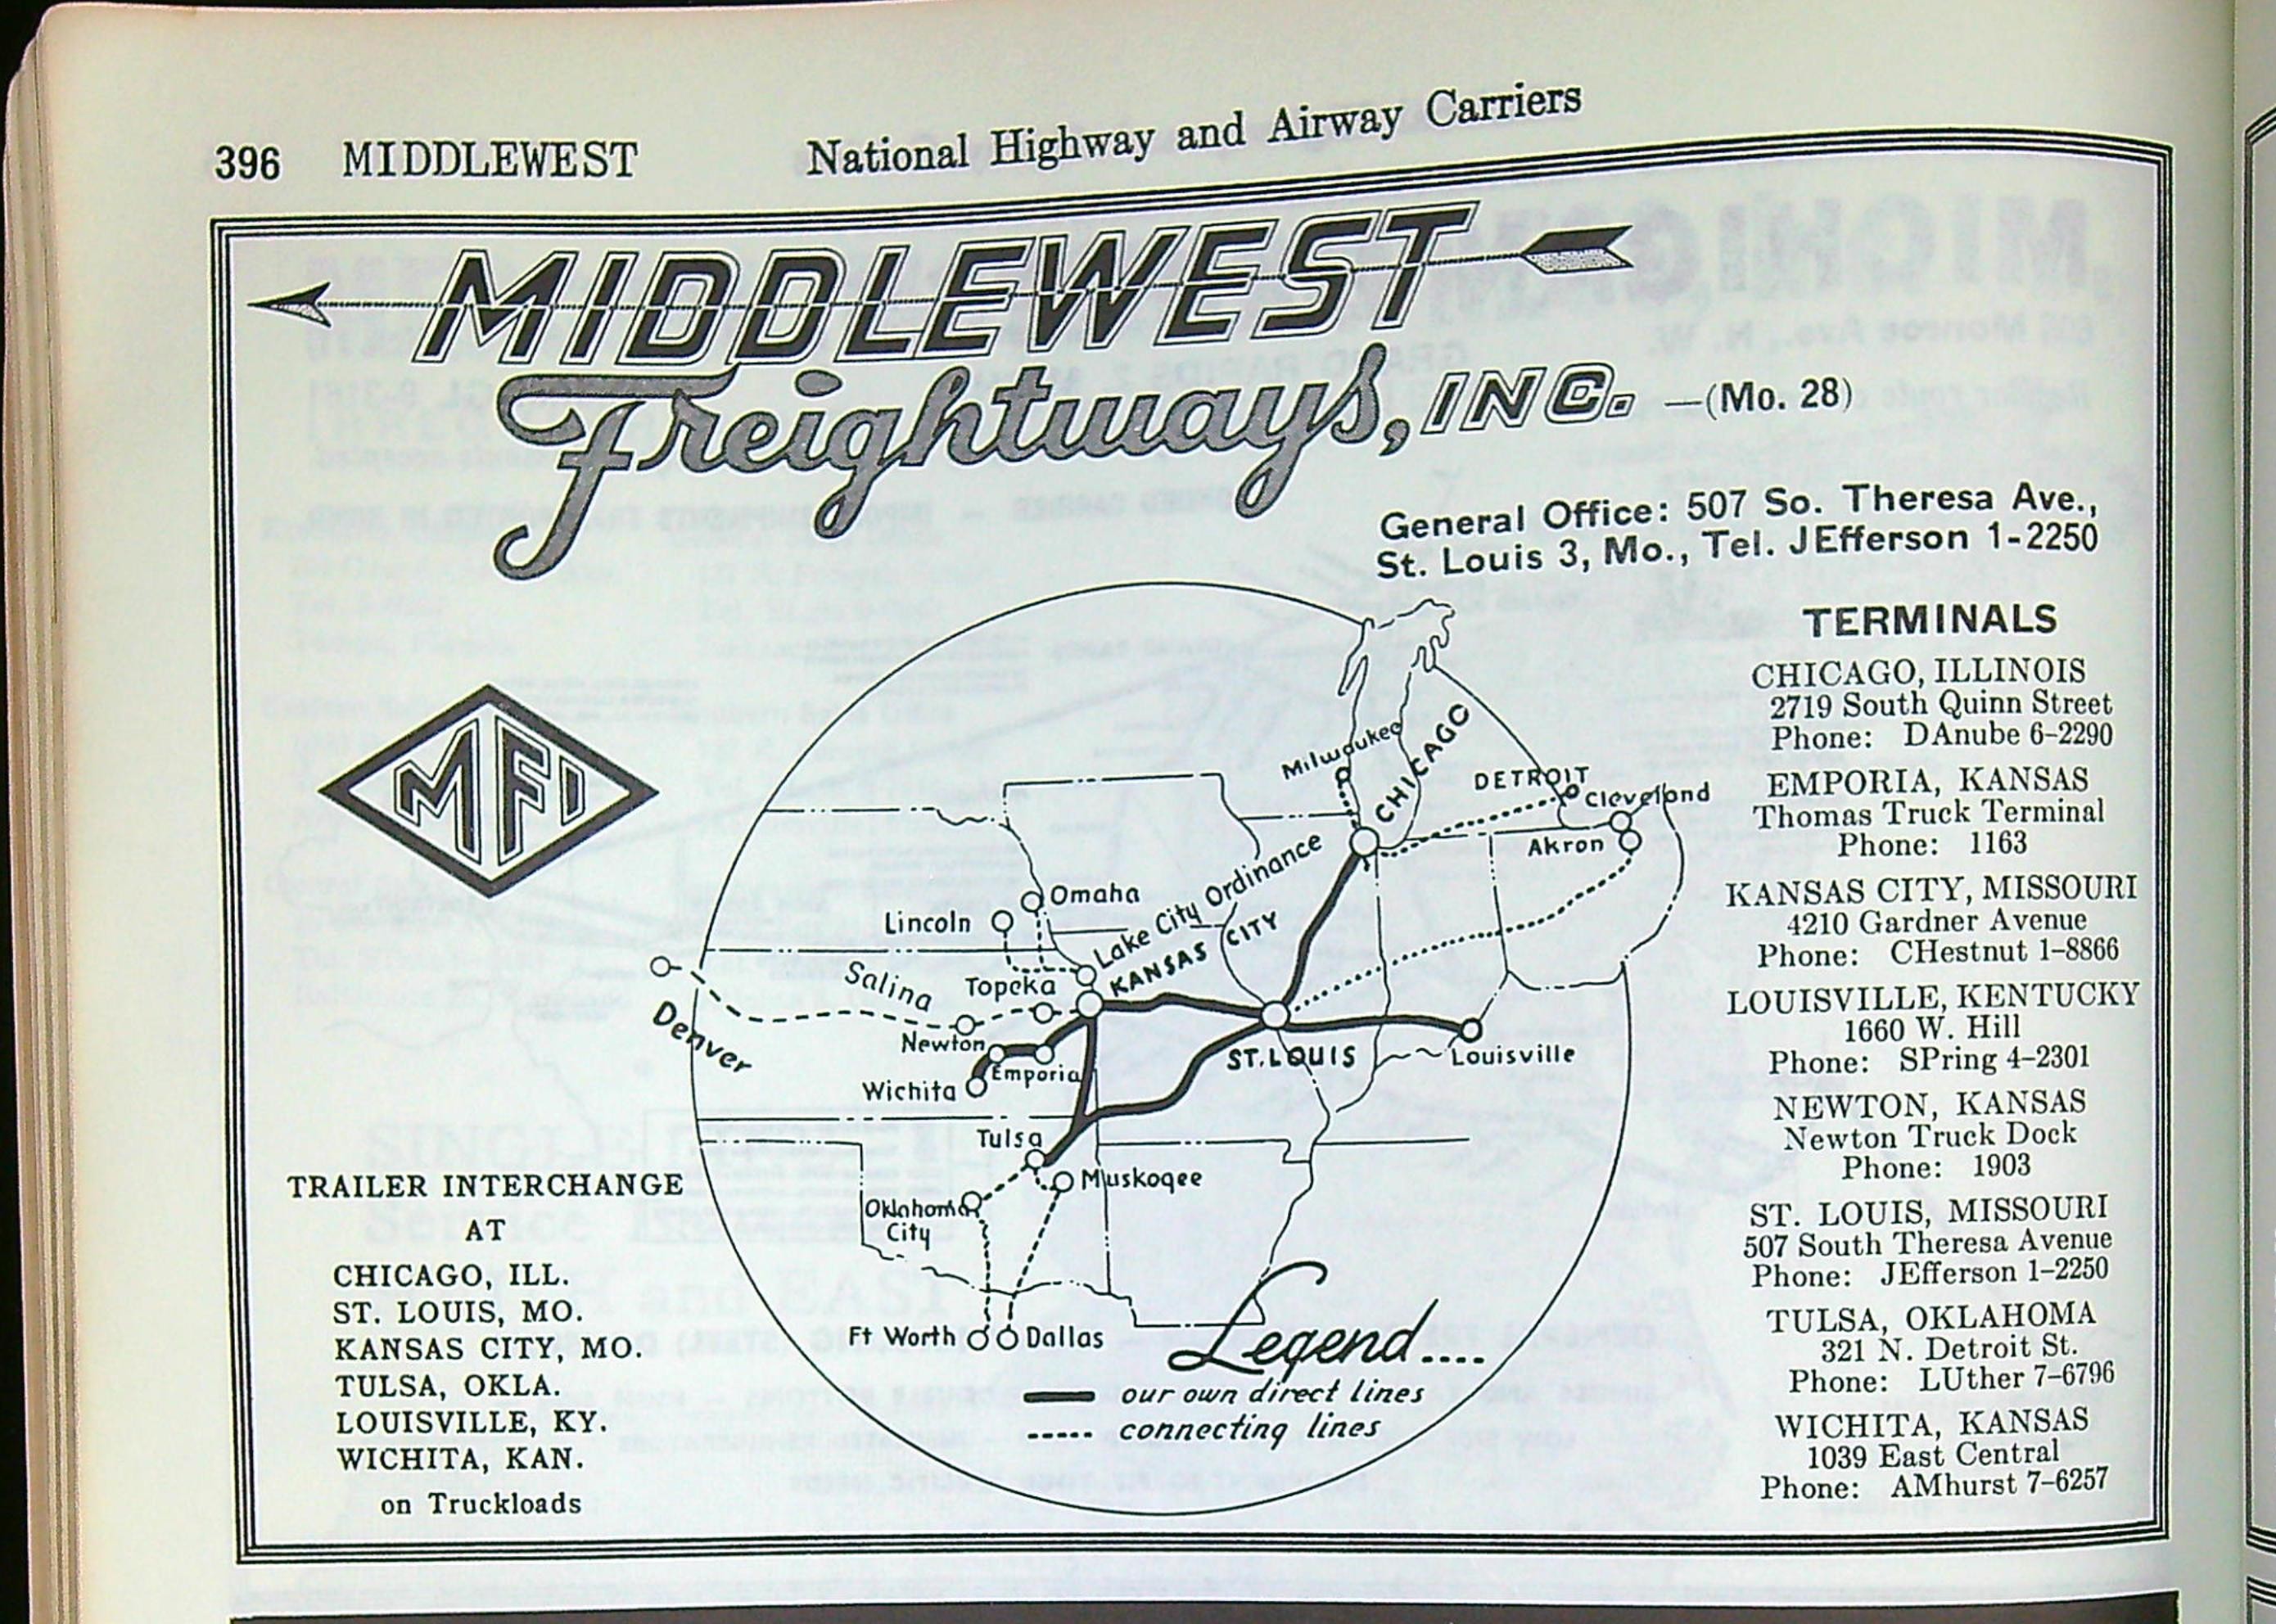 396 MIDDLEWEST National Highway and Airway Carriers
MIDDLEWEST
Freightways, INC. —(Mo. 28)
General Office: 507 So. Theresa Ave.,
St. Louis 3, Mo., Tel. JEfferson 1-2250
MFI
TRAILER INTERCHANGE
AT
CHICAGO, ILL.
ST. LOUIS, MO.
KANSAS CITY, MO.
TULSA, OKLA.
LOUISVILLE, KY.
WICHITA, KAN.
on Truckloads
Milwaukee
CHICAGO
DETROIT
Cleveland
Akron
Omaha
Lincoln
Lake City Ordinance
KANSAS CITY
Salina
Topeka
Denver
Newton
Emporia
Wichita
ST. LOUIS
Louisville
Tulsa
Muskogee
Oklahoma
City
Ft Worth
Dallas
Legend....
our own direct lines
connecting lines
TERMINALS
CHICAGO, ILLINOIS
2719 South Quinn Street
Phone: DAnube 6-2290
EMPORIA, KANSAS
Thomas Truck Terminal
Phone: 1163
KANSAS CITY, MISSOURI
4210 Gardner Avenue
Phone: CHestnut 1-8866
LOUISVILLE, KENTUCKY
1660 W. Hill
Phone: SPring 4-2301
NEWTON, KANSAS
Newton Truck Dock
Phone: 1903
ST. LOUIS, MISSOURI
507 South Theresa Avenue
Phone: JEfferson 1-2250
TULSA, OKLAHOMA
321 N. Detroit St.
Phone: LUther 7-6796
WICHITA, KANSAS
1039 East Central
Phone: AMhurst 7-6257